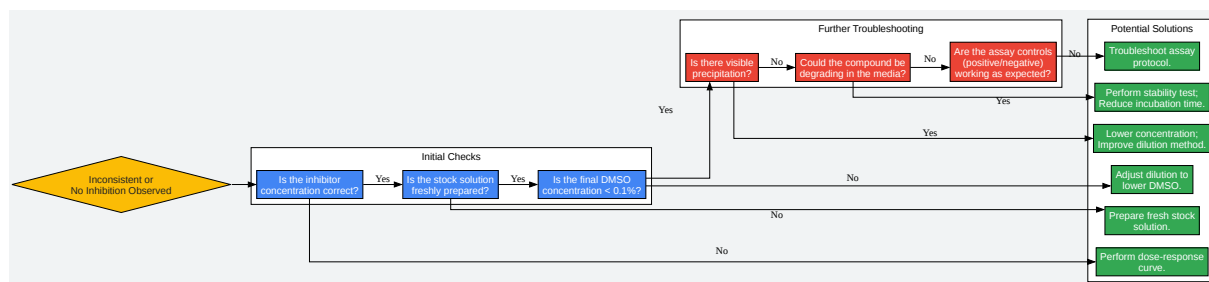 Further Troubleshooting
Potential Solutions
Is there visible
precipitation?
No
Could the compound be
degrading in the media?
No
Are the assay controls
(positive/negative)
working as expected?
No
Troubleshoot assay
protocol.
Yes
Perform stability test;
Reduce incubation time.
Yes
Yes
Lower concentration;
Improve dilution method.
Initial Checks
Inconsistent or
No Inhibition Observed
Is the inhibitor
concentration correct?
Yes
Is the stock solution
freshly prepared?
Yes
Is the final DMSO
concentration < 0.1%?
No
Adjust dilution to
lower DMSO.
No
Prepare fresh stock
solution.
No
Perform dose-response
curve.